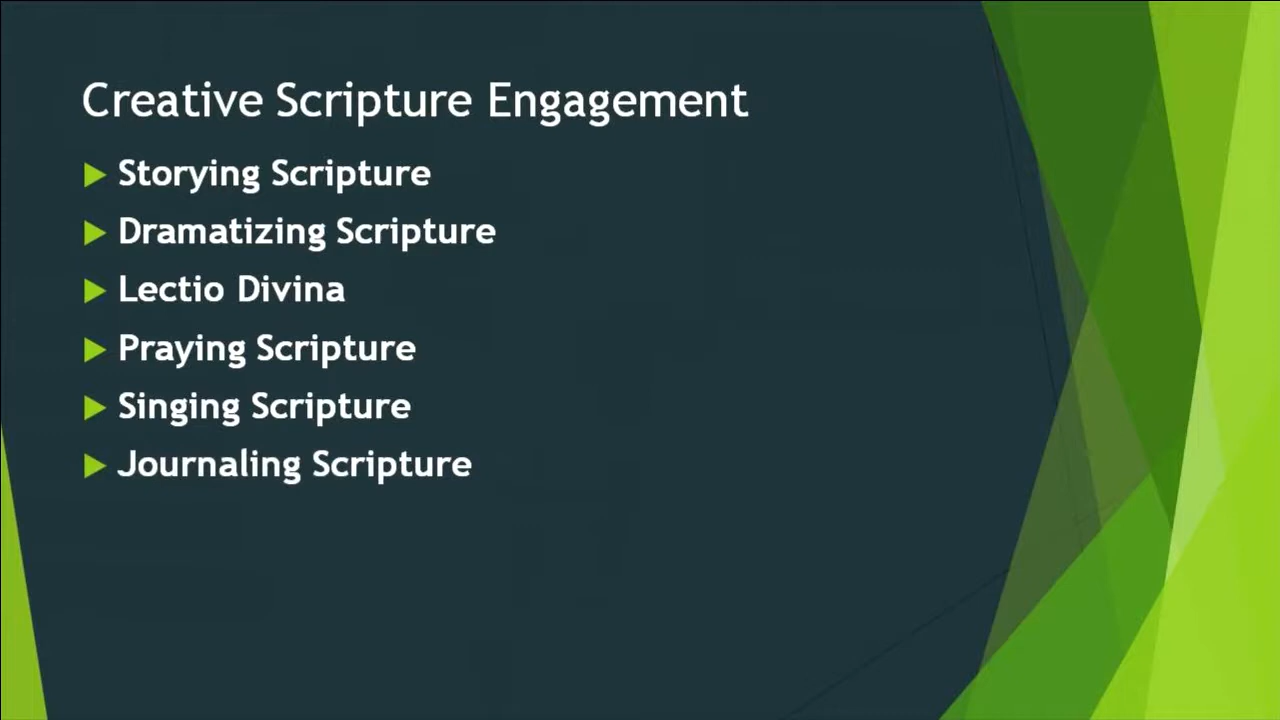 Creative Scripture Engagement
Storying Scripture
Dramatizing Scripture
Lectio Divina
Praying Scripture
Singing Scripture
Journaling Scripture